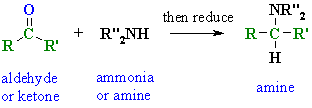 O
C
R R'
+
R"₂NH
then reduce
NR"₂
R C R'
H
aldehyde
or ketone
ammonia
or amine
amine